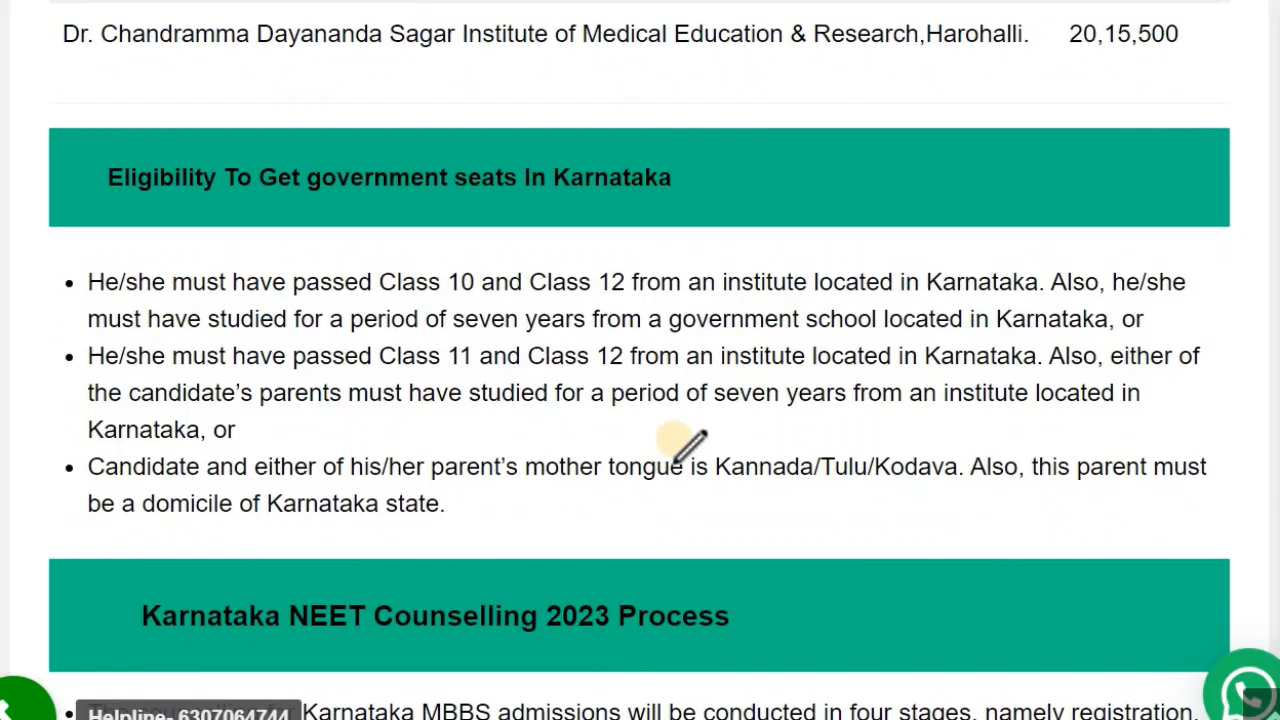 Dr. Chandramma Dayananda Sagar Institute of Medical Education & Research,Harohalli. 20,15,500
Eligibility To Get government seats In Karnataka
• He/she must have passed Class 10 and Class 12 from an institute located in Karnataka. Also, he/she
must have studied for a period of seven years from a government school located in Karnataka, or
• He/she must have passed Class 11 and Class 12 from an institute located in Karnataka. Also, either of
the candidate’s parents must have studied for a period of seven years from an institute located in
Karnataka, or
• Candidate and either of his/her parent’s mother tongue is Kannada/Tulu/Kodava. Also, this parent must
be a domicile of Karnataka state.
Karnataka NEET Counselling 2023 Process
• Karnataka MBBS admissions will be conducted in four stages, namely registration,
Helpline- 6307064744